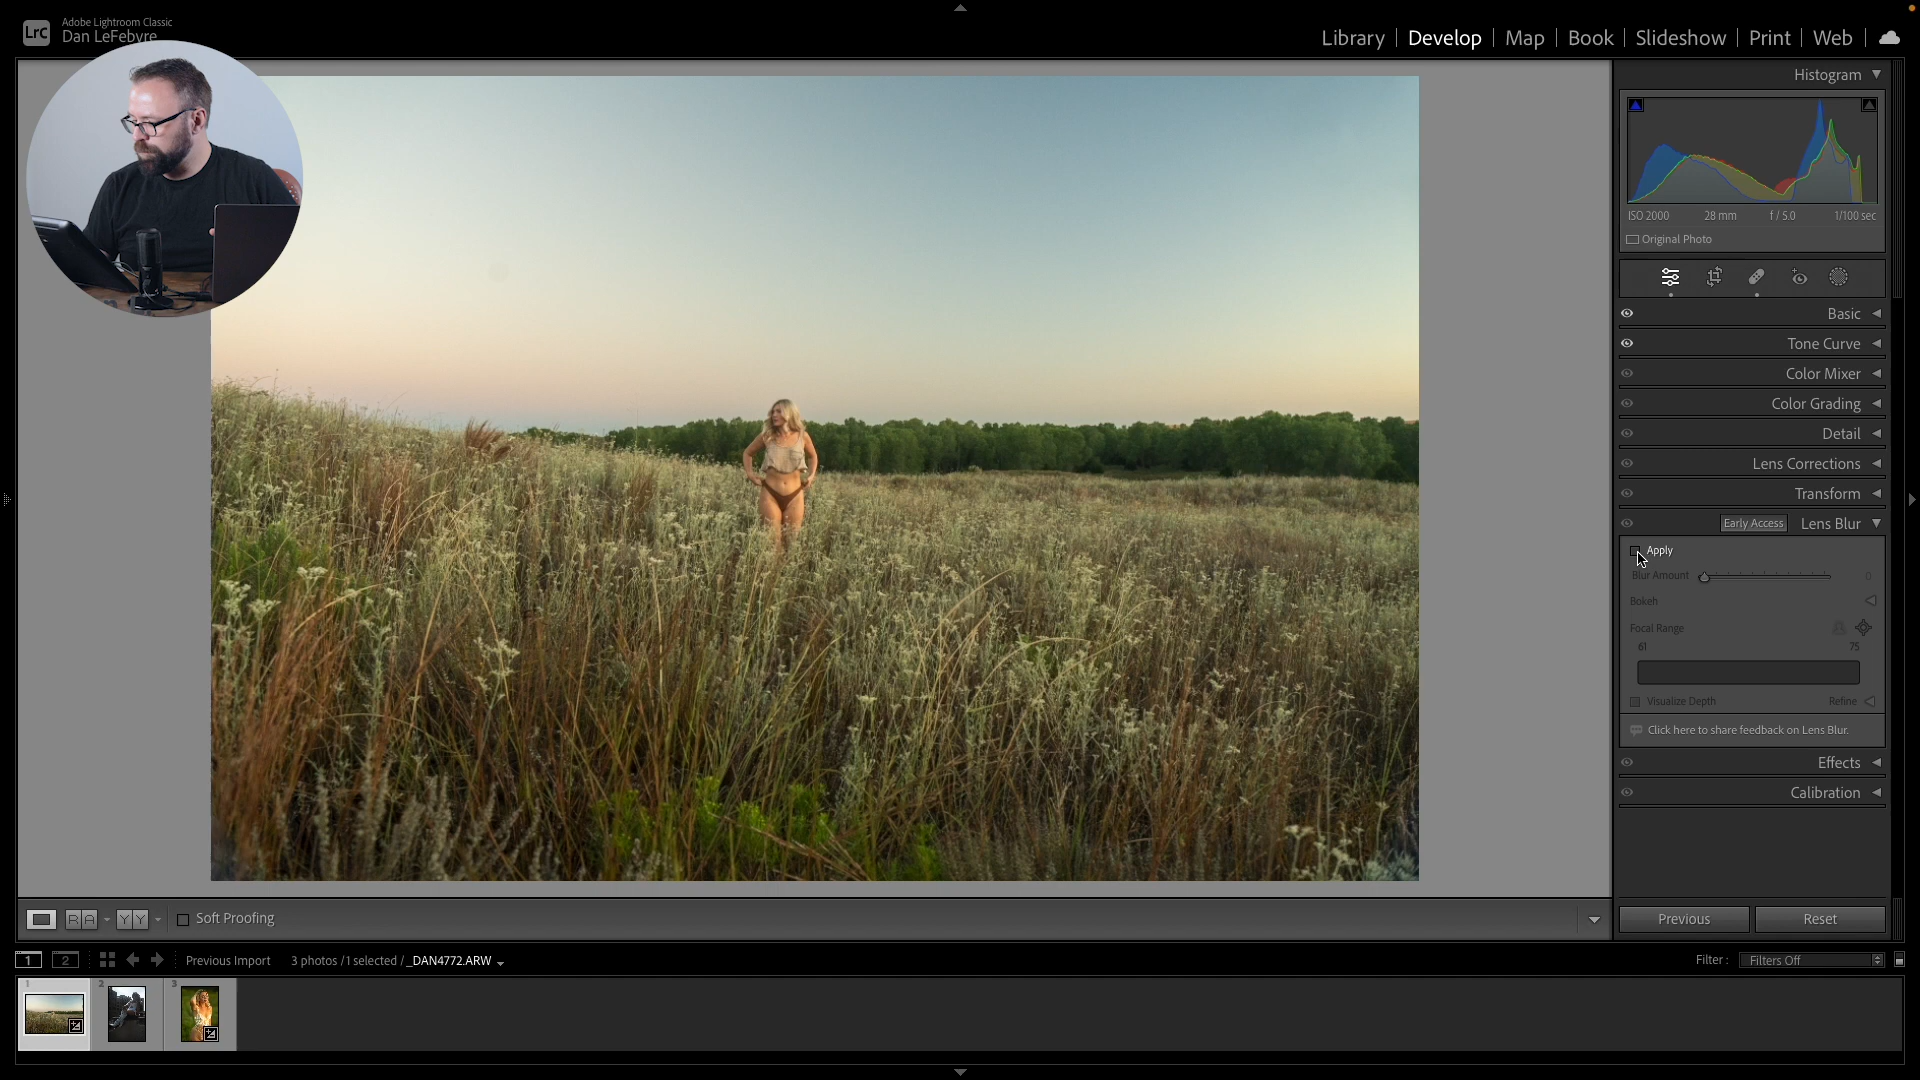 LrC
Adobe Lightroom Classic
Dan LeFebvre
Library | Develop | Map | Book | Slideshow | Print | Web
Histogram
ISO 2000 28 mm f / 5.0 1/100 sec
Original Photo
Basic
Tone Curve
Color Mixer
Color Grading
Detail
Lens Corrections
Transform
Early Access Lens Blur
Apply
Blur Amount 0
Bokeh
Focal Range
61 75
Visualize Depth Refine
Click here to share feedback on Lens Blur.
Effects
Calibration
Previous Reset
R A Y Y Soft Proofing
1 2 Previous Import 3 photos / 1 selected / _DAN4772.ARW Filter : Filters Off
1 2 3